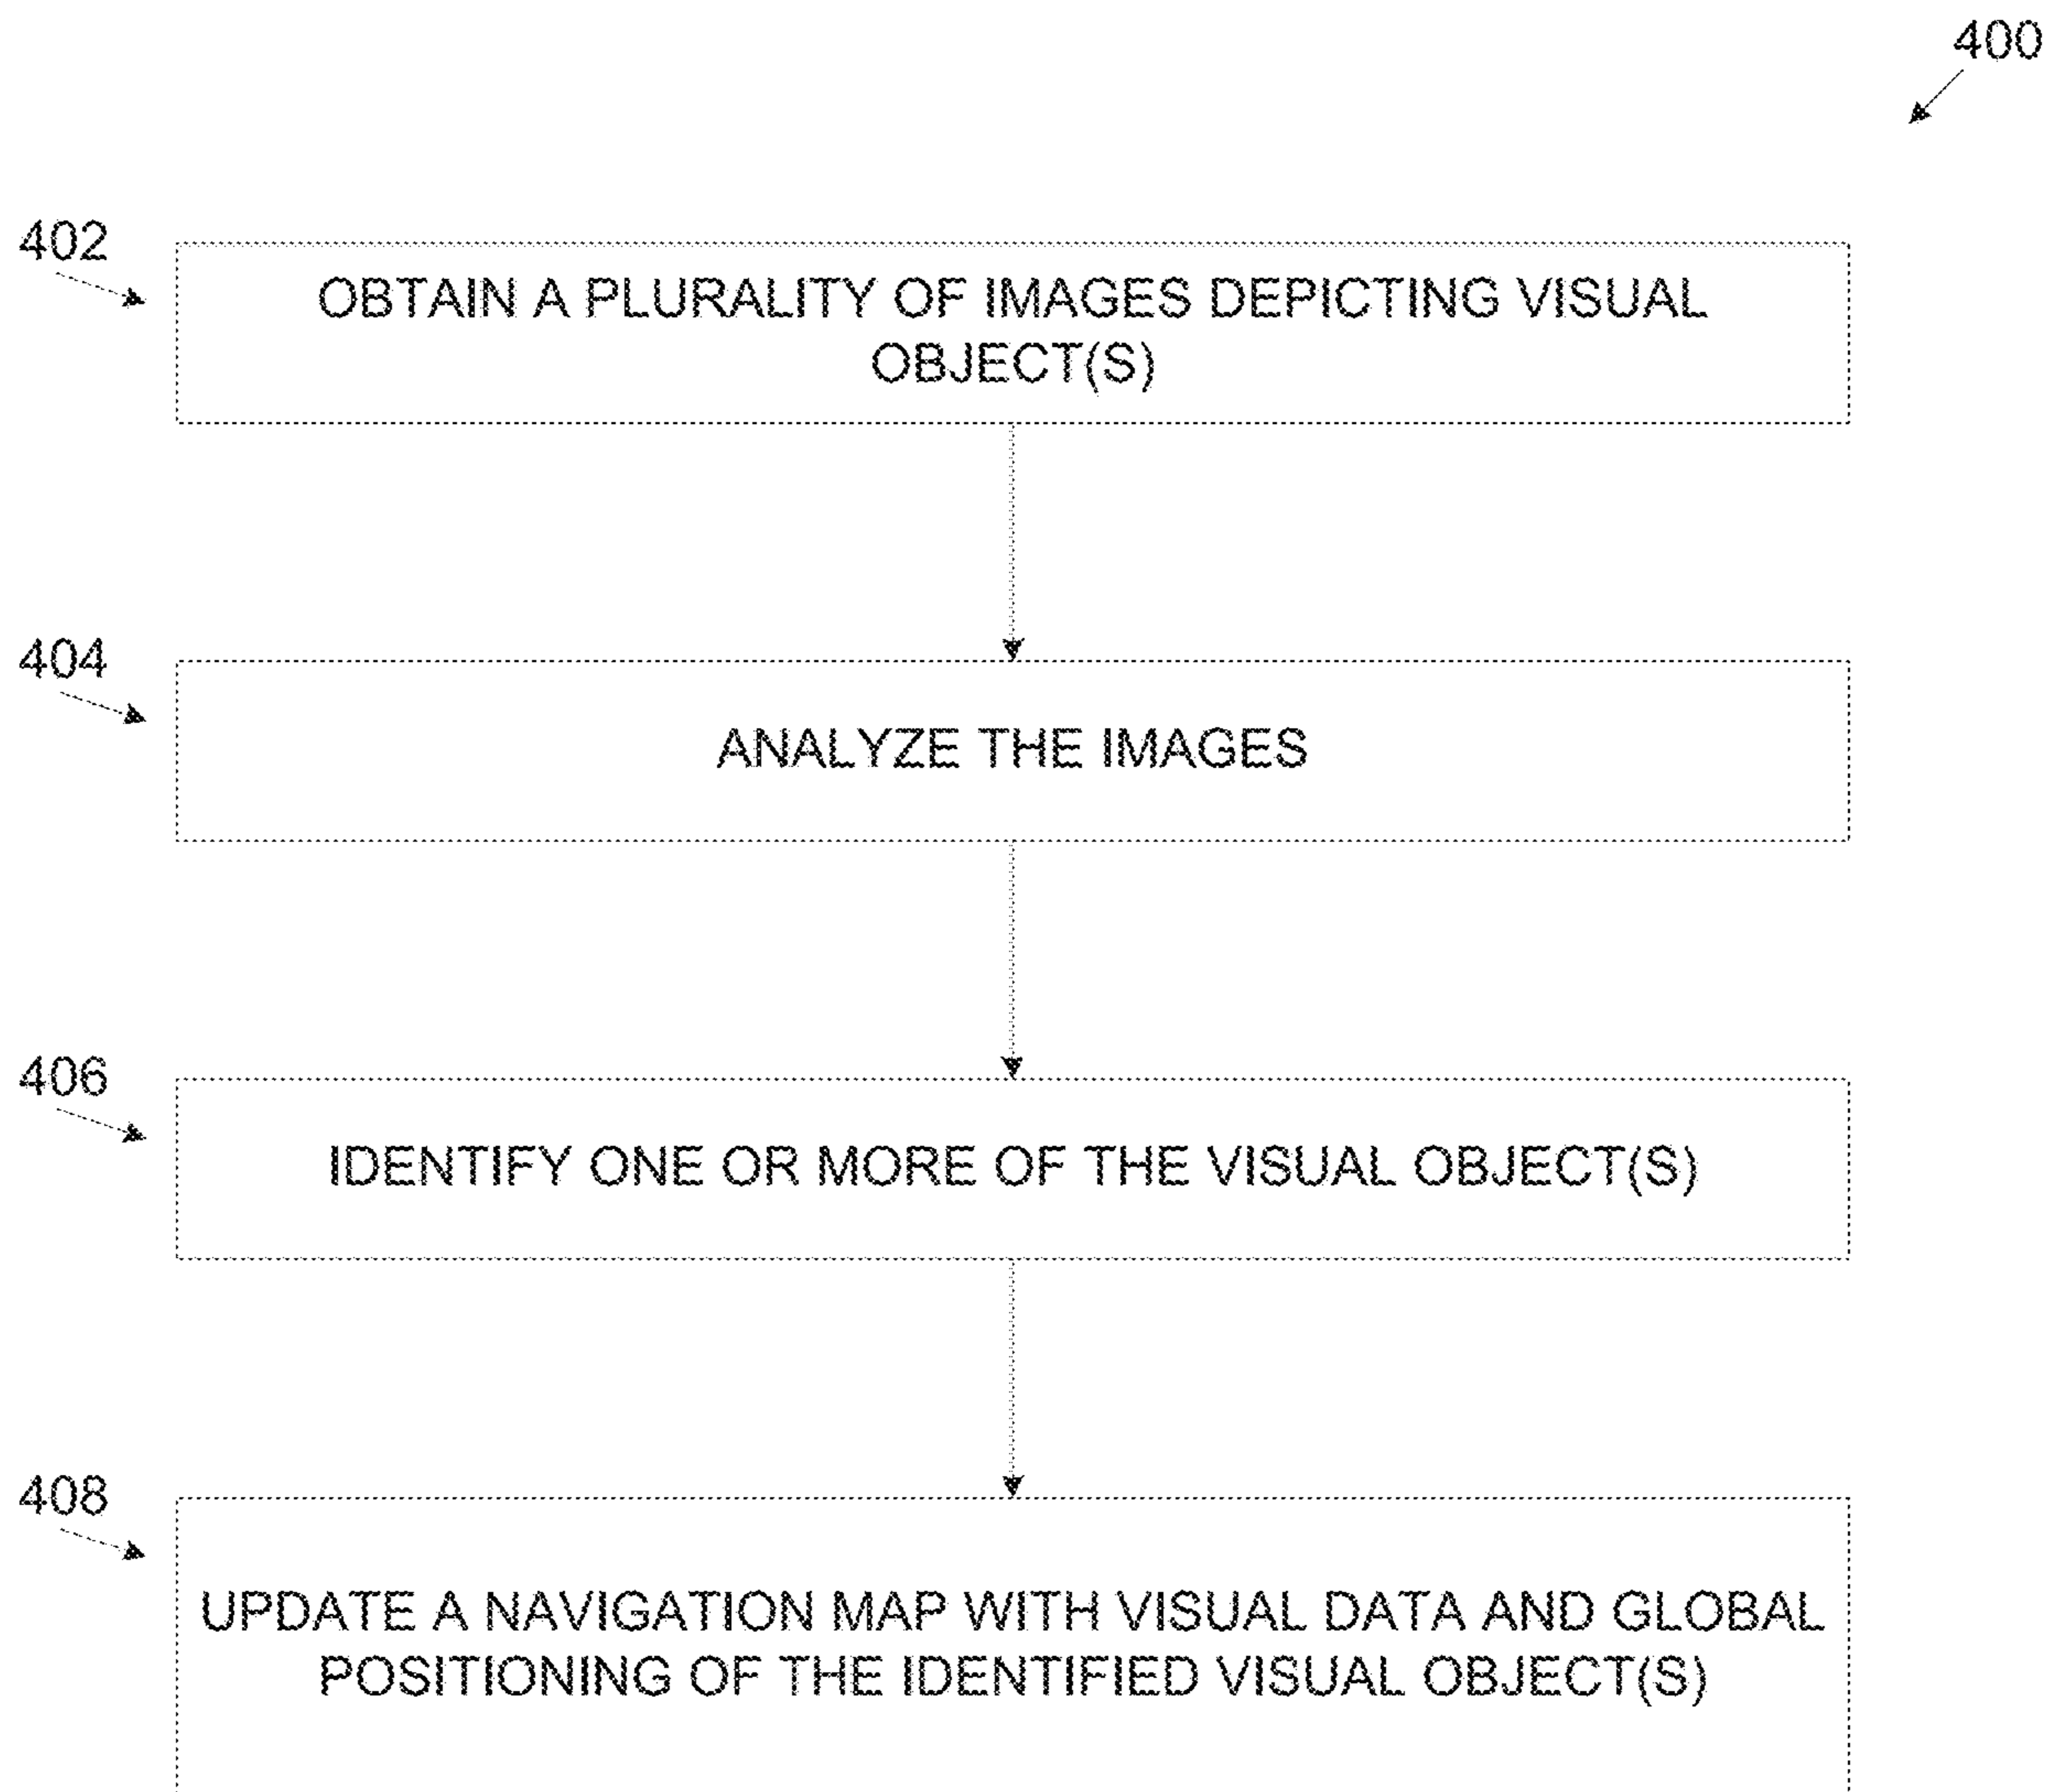 400
402
OBTAIN A PLURALITY OF IMAGES DEPICTING VISUAL
OBJECT(S)
404
ANALYZE THE IMAGES
406
IDENTIFY ONE OR MORE OF THE VISUAL OBJECT(S)
408
UPDATE A NAVIGATION MAP WITH VISUAL DATA AND GLOBAL
POSITIONING OF THE IDENTIFIED VISUAL OBJECT(S)